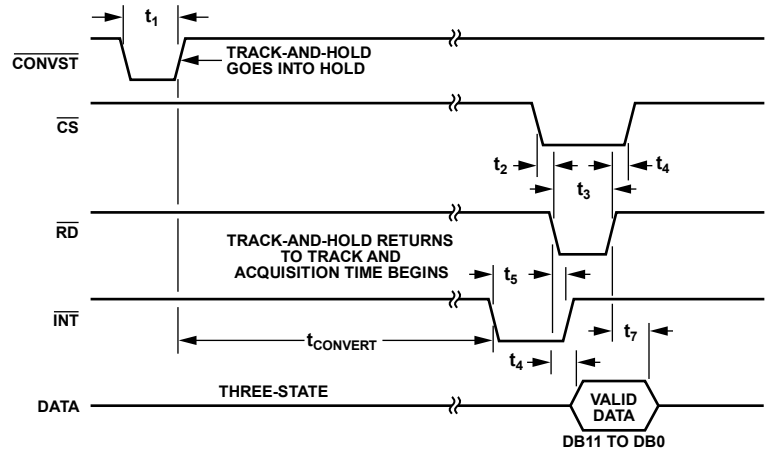 t1
TRACK-AND-HOLD
GOES INTO HOLD
CONVST
CS
t2
t4
t3
RD
TRACK-AND-HOLD RETURNS
TO TRACK AND
ACQUISITION TIME BEGINS
t5
INT
t7
tCONVERT
t4
THREE-STATE
VALID
DATA
DATA
DB11 TO DB0